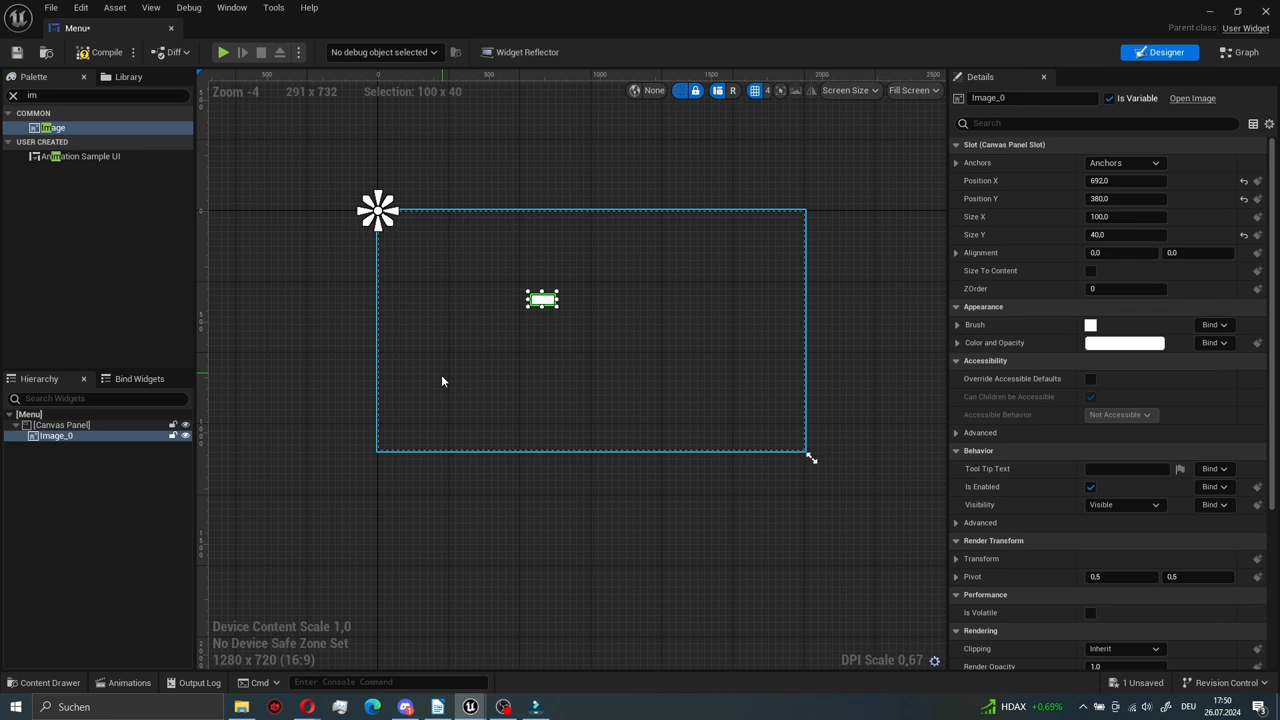 File Edit Asset View Debug Window Tools Help
Menu•
Parent class: User Widget
Compile Diff No debug object selected Widget Reflector Designer Graph
Palette Library
im
COMMON
Image
USER CREATED
Animation Sample UI
Hierarchy Bind Widgets
Search Widgets
[Menu]
[Canvas Panel]
Image_0
500 0 500 1000 1500 2000 2500
Zoom -4 291 x 732 Selection: 100 x 40 None R 4 Screen Size Fill Screen
Device Content Scale 1,0
No Device Safe Zone Set
1280 x 720 (16:9) DPI Scale 0,67
Details
Image_0 Is Variable Open Image
Search
Slot (Canvas Panel Slot)
Anchors Anchors
Position X 692,0
Position Y 380,0
Size X 100,0
Size Y 40,0
Alignment 0,0 0,0
Size To Content
ZOrder 0
Appearance
Brush Bind
Color and Opacity Bind
Accessibility
Override Accessible Defaults
Can Children be Accessible
Accessible Behavior Not Accessible
Advanced
Behavior
Tool Tip Text Bind
Is Enabled Bind
Visibility Visible Bind
Advanced
Render Transform
Transform
Pivot 0,5 0,5
Performance
Is Volatile
Rendering
Clipping Inherit
Render Opacity 1,0
Content Drawer Animations Output Log Cmd Enter Console Command 1 Unsaved Revision Control
Suchen HDAX +0,69% DEU 17:50
26.07.2024